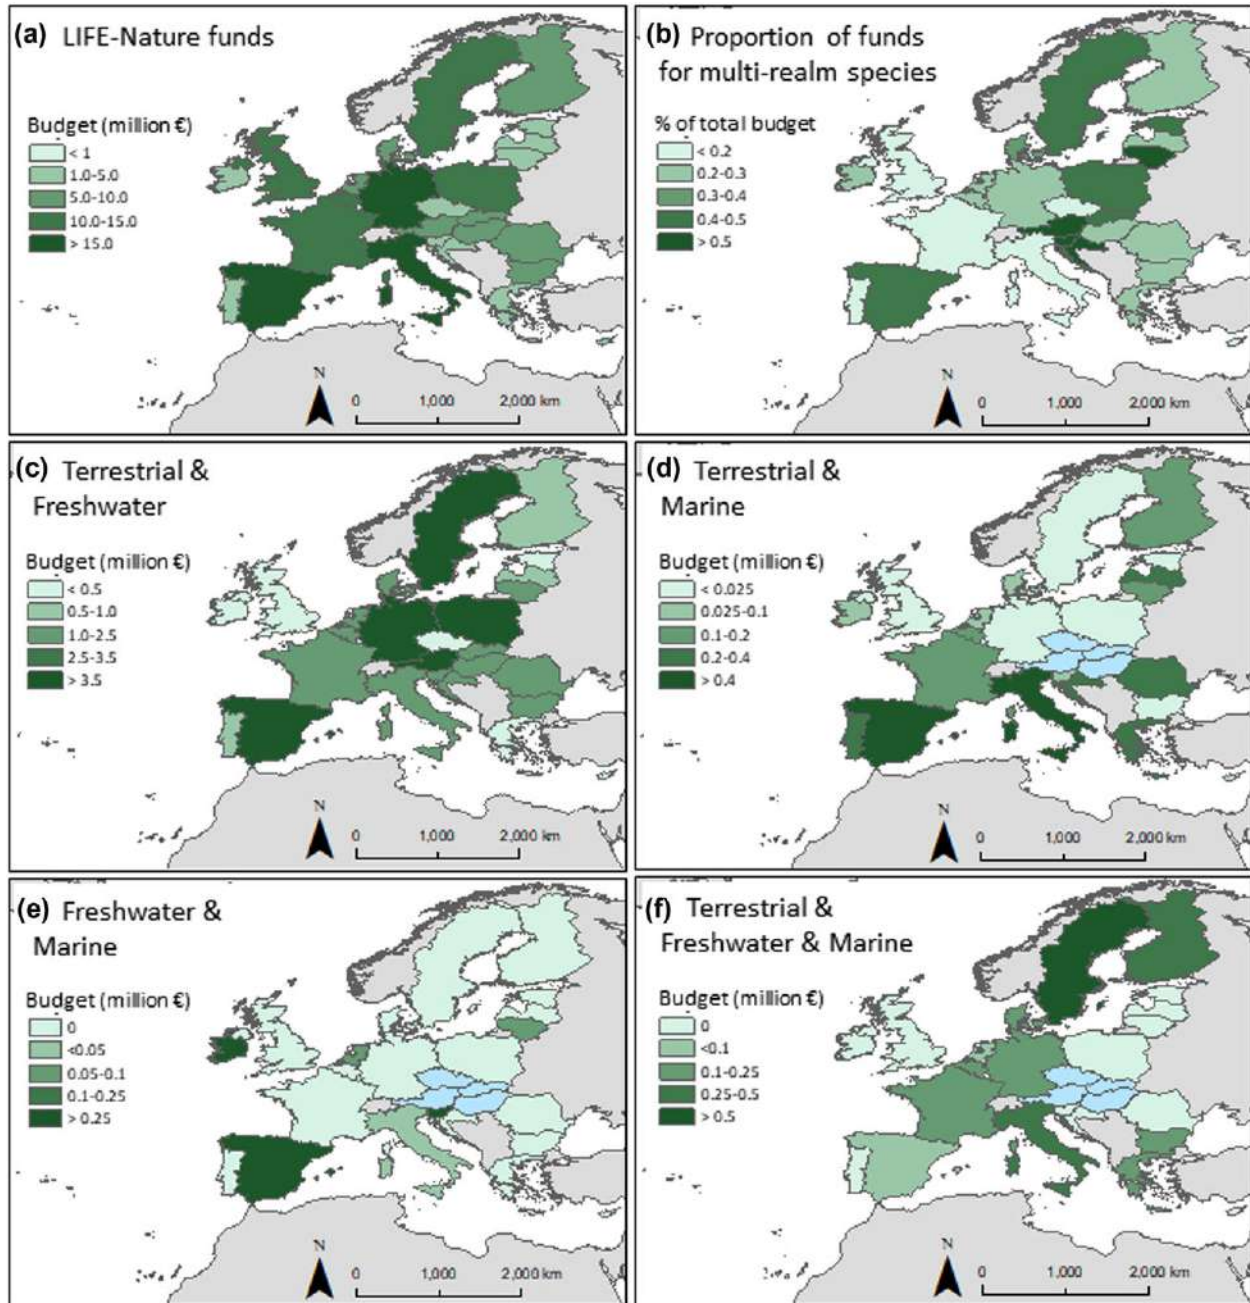 (a) LIFE-Nature funds
Budget (million €)
< 1
1.0-5.0
5.0-10.0
10.0-15.0
> 15.0
N
0 1,000 2,000 km
(b) Proportion of funds
for multi-realm species
% of total budget
< 0.2
0.2-0.3
0.3-0.4
0.4-0.5
> 0.5
N
0 1,000 2,000 km
(c) Terrestrial &
Freshwater
Budget (million €)
< 0.5
0.5-1.0
1.0-2.5
2.5-3.5
> 3.5
N
0 1,000 2,000 km
(d) Terrestrial &
Marine
Budget (million €)
< 0.025
0.025-0.1
0.1-0.2
0.2-0.4
> 0.4
N
0 1,000 2,000 km
(e) Freshwater &
Marine
Budget (million €)
0
<0.05
0.05-0.1
0.1-0.25
> 0.25
N
0 1,000 2,000 km
(f) Terrestrial &
Freshwater & Marine
Budget (million €)
0
<0.1
0.1-0.25
0.25-0.5
> 0.5
N
0 1,000 2,000 km